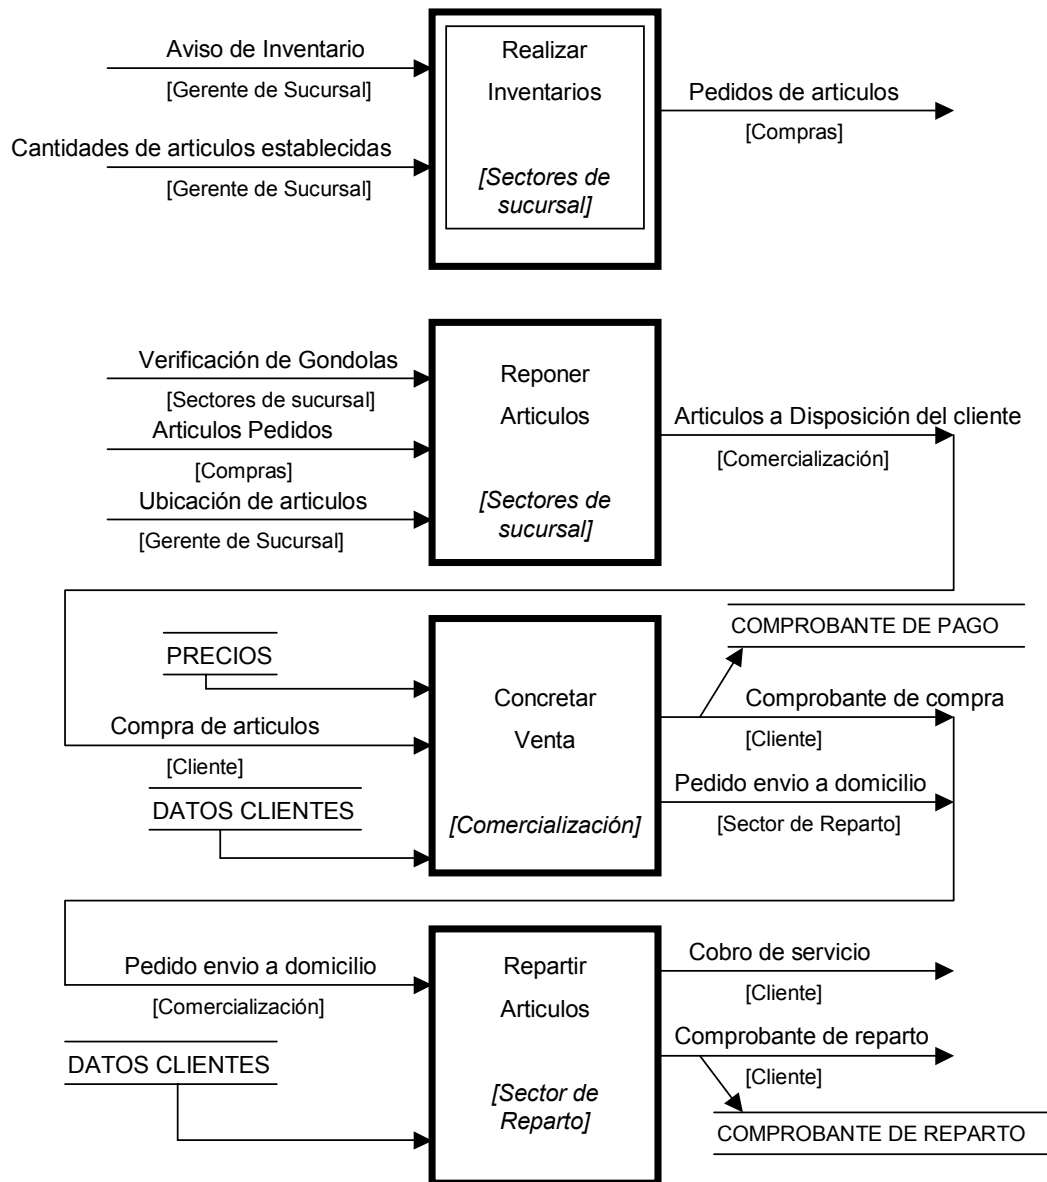 Aviso de Inventario
[Gerente de Sucursal]
Cantidades de articulos establecidas
[Gerente de Sucursal]
Realizar
Inventarios
[Sectores de
sucursal]
Pedidos de articulos
[Compras]
Verificación de Gondolas
[Sectores de sucursal]
Articulos Pedidos
[Compras]
Ubicación de articulos
[Gerente de Sucursal]
Reponer
Articulos
[Sectores de
sucursal]
Articulos a Disposición del cliente
[Comercialización]
PRECIOS
Compra de articulos
[Cliente]
DATOS CLIENTES
Concretar
Venta
[Comercialización]
COMPROBANTE DE PAGO
Comprobante de compra
[Cliente]
Pedido envio a domicilio
[Sector de Reparto]
Pedido envio a domicilio
[Comercialización]
DATOS CLIENTES
Repartir
Articulos
[Sector de
Reparto]
Cobro de servicio
[Cliente]
Comprobante de reparto
[Cliente]
COMPROBANTE DE REPARTO